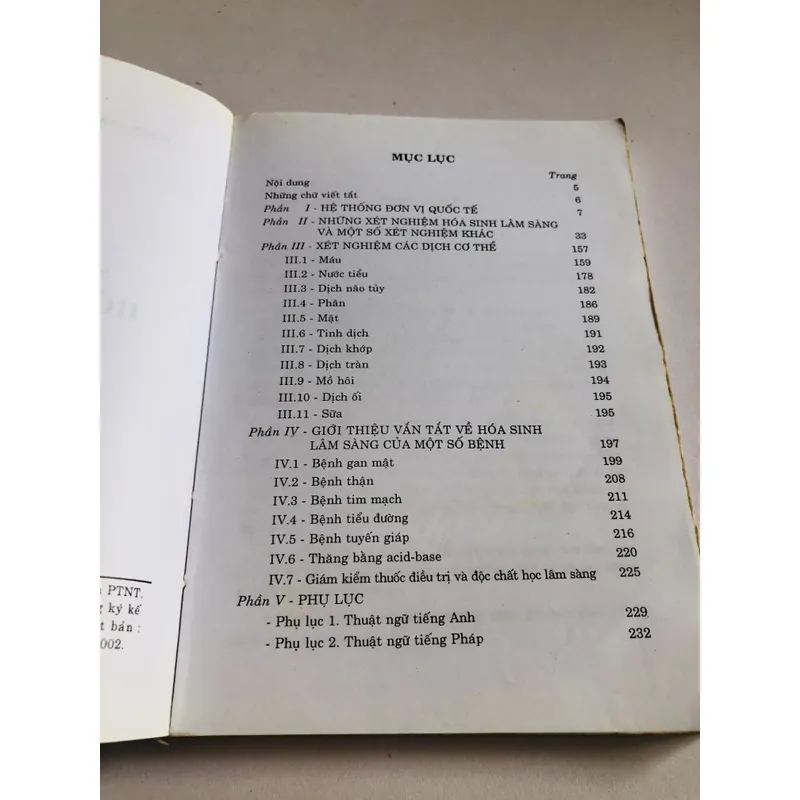 MỤC LỤC
Nội dung Trang
5
Những chữ viết tắt 6
Phần I - HỆ THỐNG ĐƠN VỊ QUỐC TẾ 7
Phần II - NHỮNG XÉT NGHIỆM HÓA SINH LÂM SÀNG
VÀ MỘT SỐ XÉT NGHIỆM KHÁC 33
Phần III - XÉT NGHIỆM CÁC DỊCH CƠ THỂ 157
III.1 - Máu 159
III.2 - Nước tiểu 178
III.3 - Dịch não tủy 182
III.4 - Phân 186
III.5 - Mật 189
III.6 - Tinh dịch 191
III.7 - Dịch khớp 192
III.8 - Dịch tràn 193
III.9 - Mồ hôi 194
III.10 - Dịch ối 195
III.11 - Sữa 195
Phần IV - GIỚI THIỆU VẮN TẮT VỀ HÓA SINH
LÂM SÀNG CỦA MỘT SỐ BỆNH 197
IV.1 - Bệnh gan mật 199
IV.2 - Bệnh thận 208
IV.3 - Bệnh tim mạch 211
IV.4 - Bệnh tiểu đường 214
IV.5 - Bệnh tuyến giáp 216
IV.6 - Thăng bằng acid-base 220
IV.7 - Giám kiểm thuốc điều trị và độc chất học lâm sàng 225
Phần V - PHỤ LỤC
- Phụ lục 1. Thuật ngữ tiếng Anh 229
- Phụ lục 2. Thuật ngữ tiếng Pháp 232
PTNT.
ký kế
bản :
002.